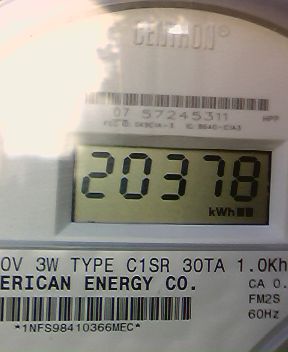 CENTRON®
07 57245311 HPP
20378
kWh
0V 3W TYPE C1SR 30TA 1.0Kh
ERICAN ENERGY CO. CA 0.
FM2S
60Hz
*1NFS98410366MEC*